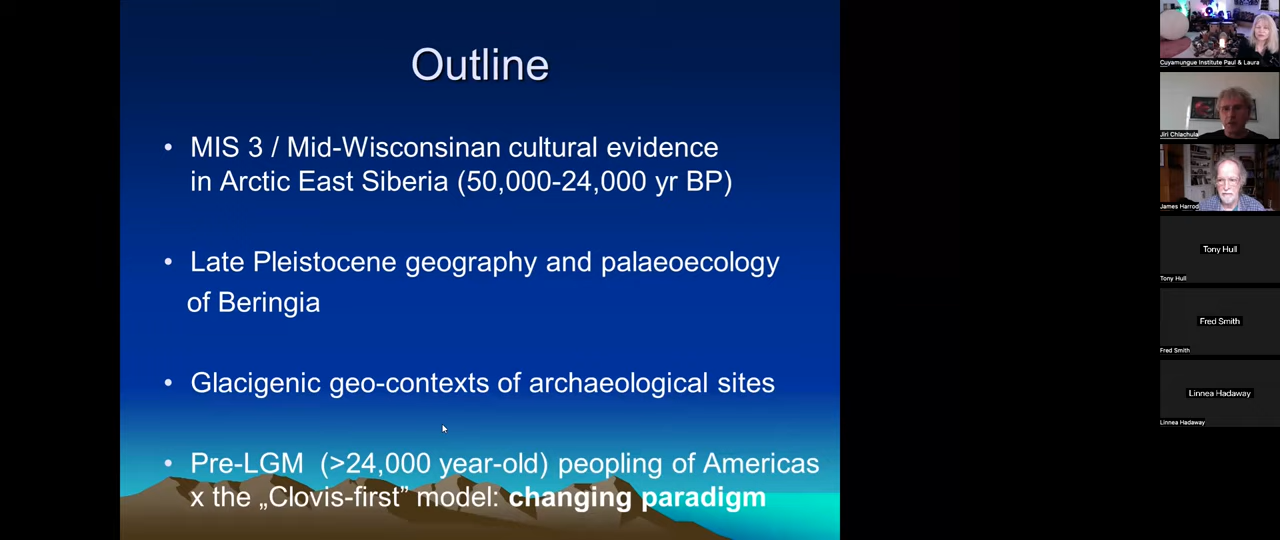 Outline
• MIS 3 / Mid-Wisconsinan cultural evidence
in Arctic East Siberia (50,000-24,000 yr BP)
• Late Pleistocene geography and palaeoecology
of Beringia
• Glacigenic geo-contexts of archaeological sites
• Pre-LGM (>24,000 year-old) peopling of Americas
x the „Clovis-first” model: changing paradigm
Cuyamungue Institute Paul & Laura
Jiri Chlachula
James Harrod
Tony Hull
Tony Hull
Fred Smith
Fred Smith
Linnea Hadaway
Linnea Hadaway